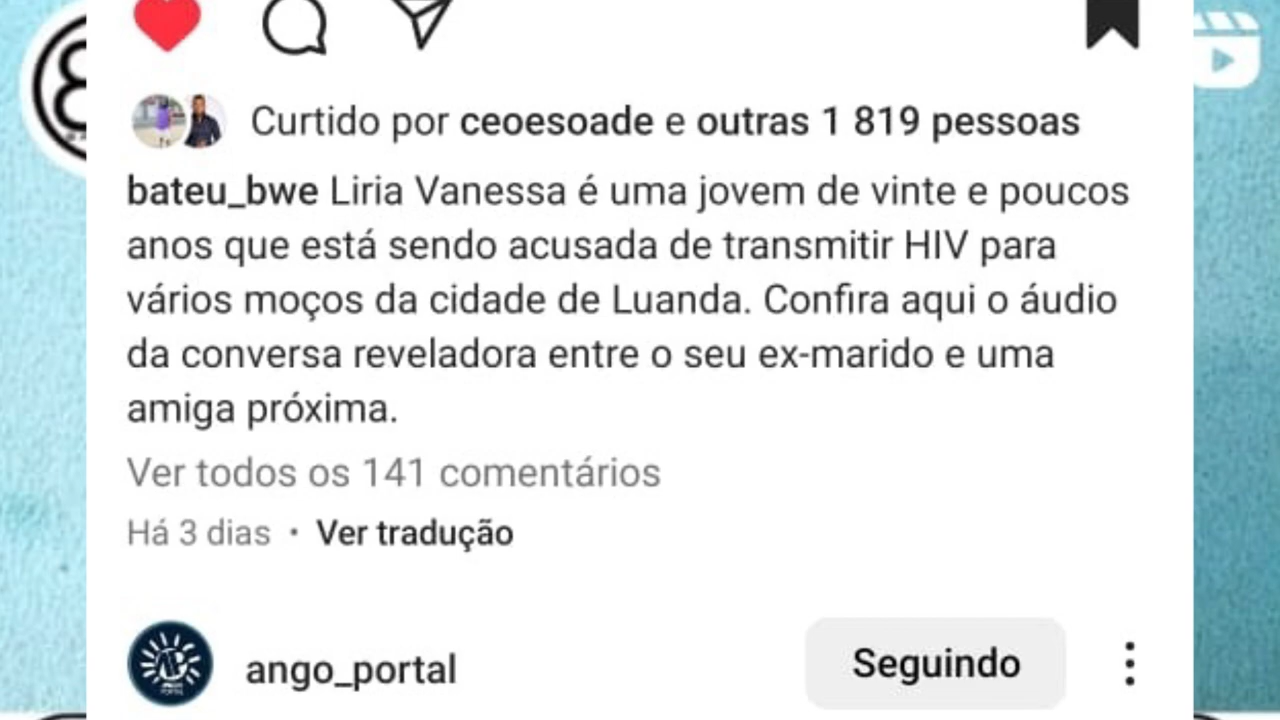 Curtido por ceoesoade e outras 1 819 pessoas
bateu_bwe Liria Vanessa é uma jovem de vinte e poucos
anos que está sendo acusada de transmitir HIV para
vários moços da cidade de Luanda. Confira aqui o áudio
da conversa reveladora entre o seu ex-marido e uma
amiga próxima.
Ver todos os 141 comentários
Há 3 dias • Ver tradução
ango_portal Seguindo